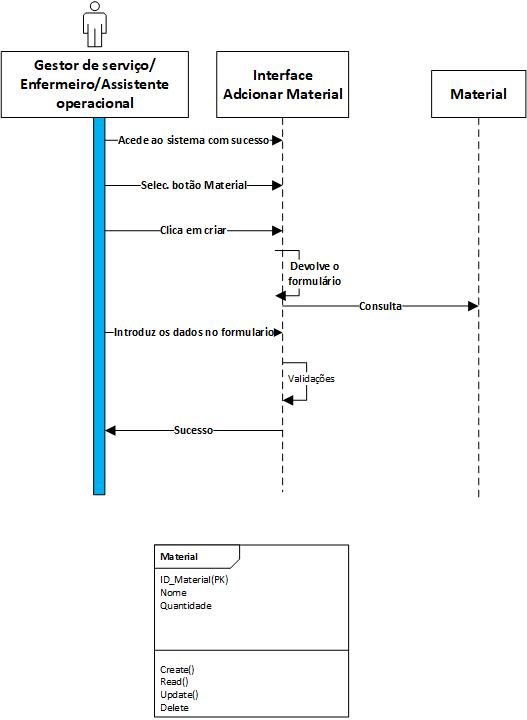 Gestor de serviço/
Enfermeiro/Assistente
operacional
Interface
Adcionar Material
Material
Acede ao sistema com sucesso
Selec. botão Material
Clica em criar
Devolve o
formulário
Consulta
Introduz os dados no formulario
Validações
Sucesso
Material
ID_Material(PK)
Nome
Quantidade
Create()
Read()
Update()
Delete